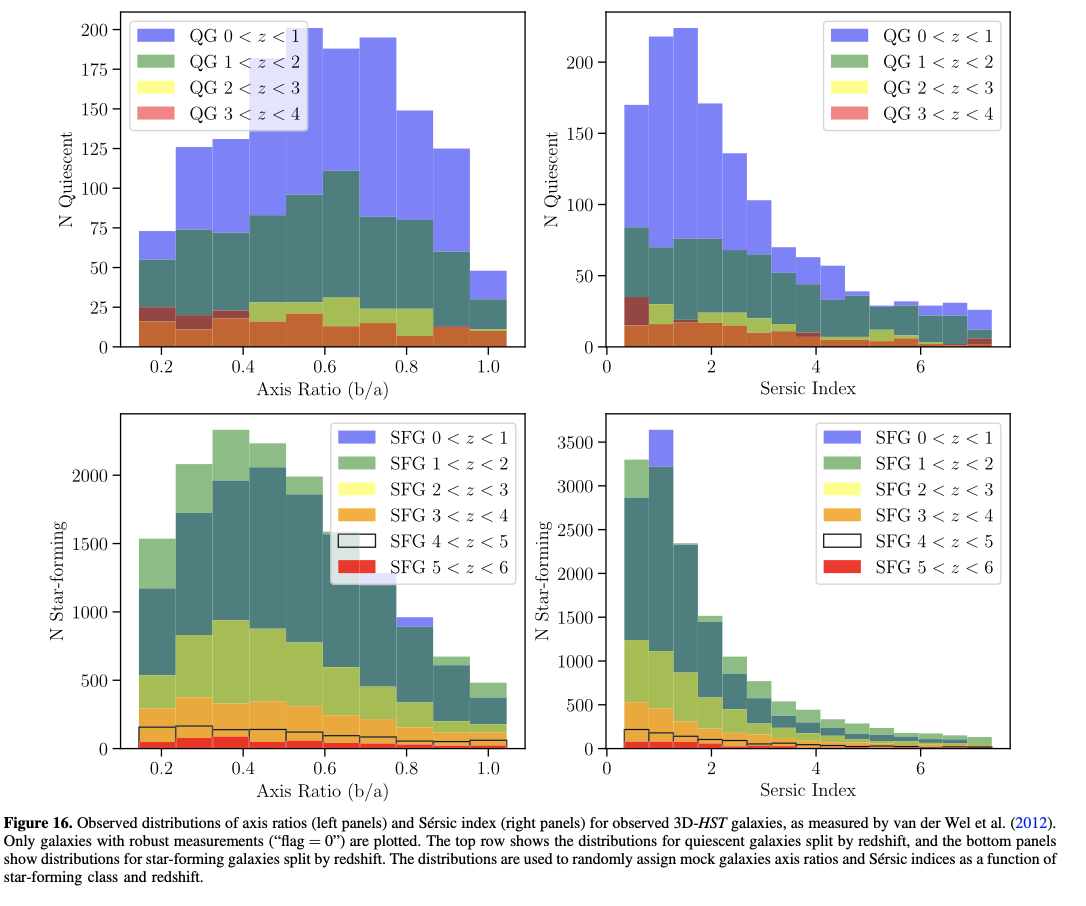 QG 0 < z < 1
QG 1 < z < 2
QG 2 < z < 3
QG 3 < z < 4
200
175
150
125
100
75
50
25
0
N Quiescent
0.2 0.4 0.6 0.8 1.0
Axis Ratio (b/a)
QG 0 < z < 1
QG 1 < z < 2
QG 2 < z < 3
QG 3 < z < 4
200
150
100
50
0
N Quiescent
0 2 4 6
Sersic Index
SFG 0 < z < 1
SFG 1 < z < 2
SFG 2 < z < 3
SFG 3 < z < 4
SFG 4 < z < 5
SFG 5 < z < 6
2000
1500
1000
500
0
N Star-forming
0.2 0.4 0.6 0.8 1.0
Axis Ratio (b/a)
SFG 0 < z < 1
SFG 1 < z < 2
SFG 2 < z < 3
SFG 3 < z < 4
SFG 4 < z < 5
SFG 5 < z < 6
3500
3000
2500
2000
1500
1000
500
0
N Star-forming
0 2 4 6
Sersic Index
Figure 16. Observed distributions of axis ratios (left panels) and Sérsic index (right panels) for observed 3D-HST galaxies, as measured by van der Wel et al. (2012).
Only galaxies with robust measurements (“flag = 0”) are plotted. The top row shows the distributions for quiescent galaxies split by redshift, and the bottom panels
show distributions for star-forming galaxies split by redshift. The distributions are used to randomly assign mock galaxies axis ratios and Sérsic indices as a function of
star-forming class and redshift.